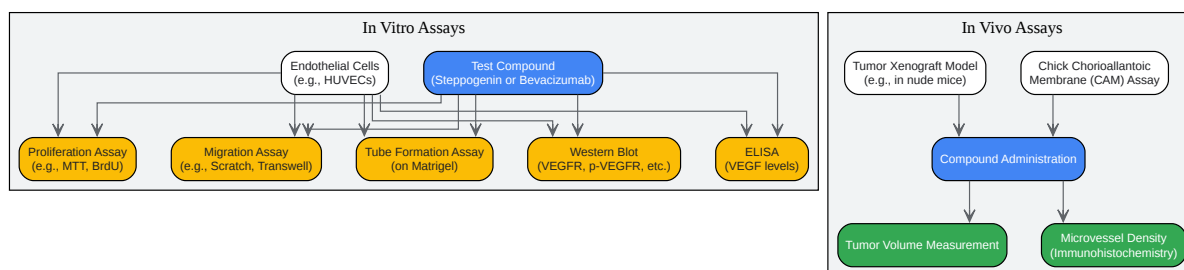 In Vitro Assays
Endothelial Cells
(e.g., HUVECs)
Test Compound
(Steppogenin or Bevacizumab)
Proliferation Assay
(e.g., MTT, BrdU)
Migration Assay
(e.g., Scratch, Transwell)
Tube Formation Assay
(on Matrigel)
Western Blot
(VEGFR, p-VEGFR, etc.)
ELISA
(VEGF levels)
In Vivo Assays
Tumor Xenograft Model
(e.g., in nude mice)
Chick Chorioallantoic
Membrane (CAM) Assay
Compound Administration
Tumor Volume Measurement
Microvessel Density
(Immunohistochemistry)